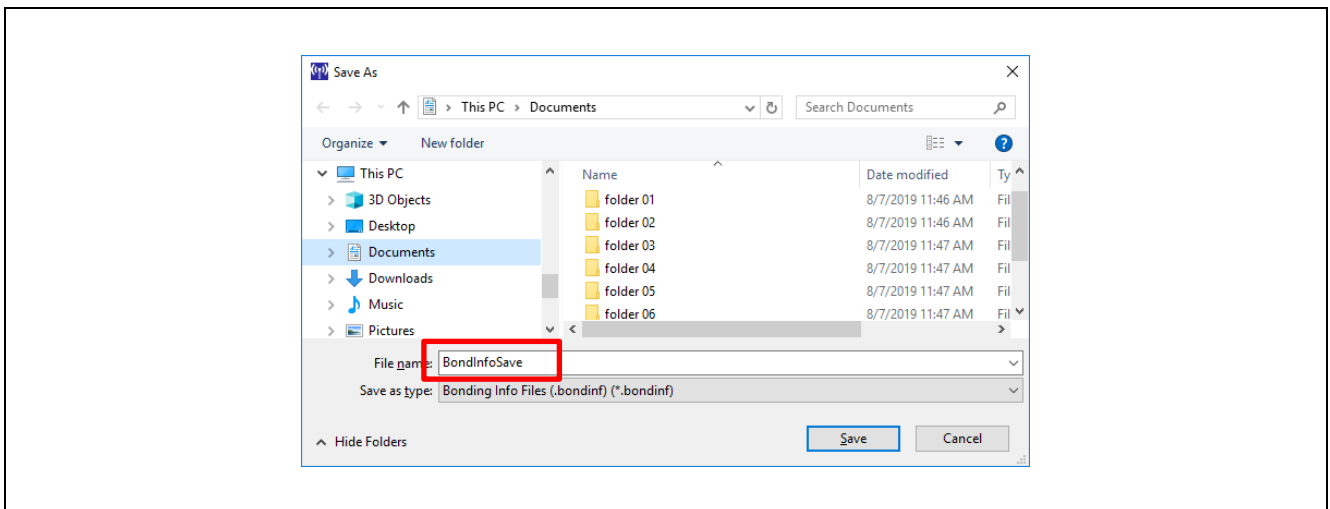 Save As
This PC > Documents
Search Documents
Organize
New folder
This PC
3D Objects
Desktop
Documents
Downloads
Music
Pictures
Name Date modified Ty
folder 01 8/7/2019 11:46 AM Fil
folder 02 8/7/2019 11:46 AM Fil
folder 03 8/7/2019 11:47 AM Fil
folder 04 8/7/2019 11:47 AM Fil
folder 05 8/7/2019 11:47 AM Fil
folder 06 8/7/2019 11:47 AM Fil
File name: BondInfoSave
Save as type: Bonding Info Files (.bondinf) (*.bondinf)
Hide Folders
Save
Cancel